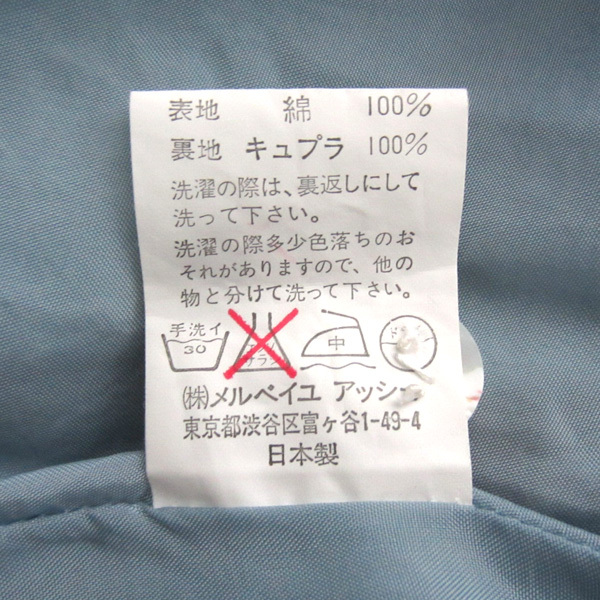 表地 綿 100%
裏地 キュプラ 100%
洗濯の際は、裏返しにして
洗って下さい。
洗濯の際多少色落ちのお
それがありますので、他の
物と分けて洗って下さい。
手洗イ
30
中
(株)メルベイユ アッシュ
東京都渋谷区富ヶ谷1-49-4
日本製